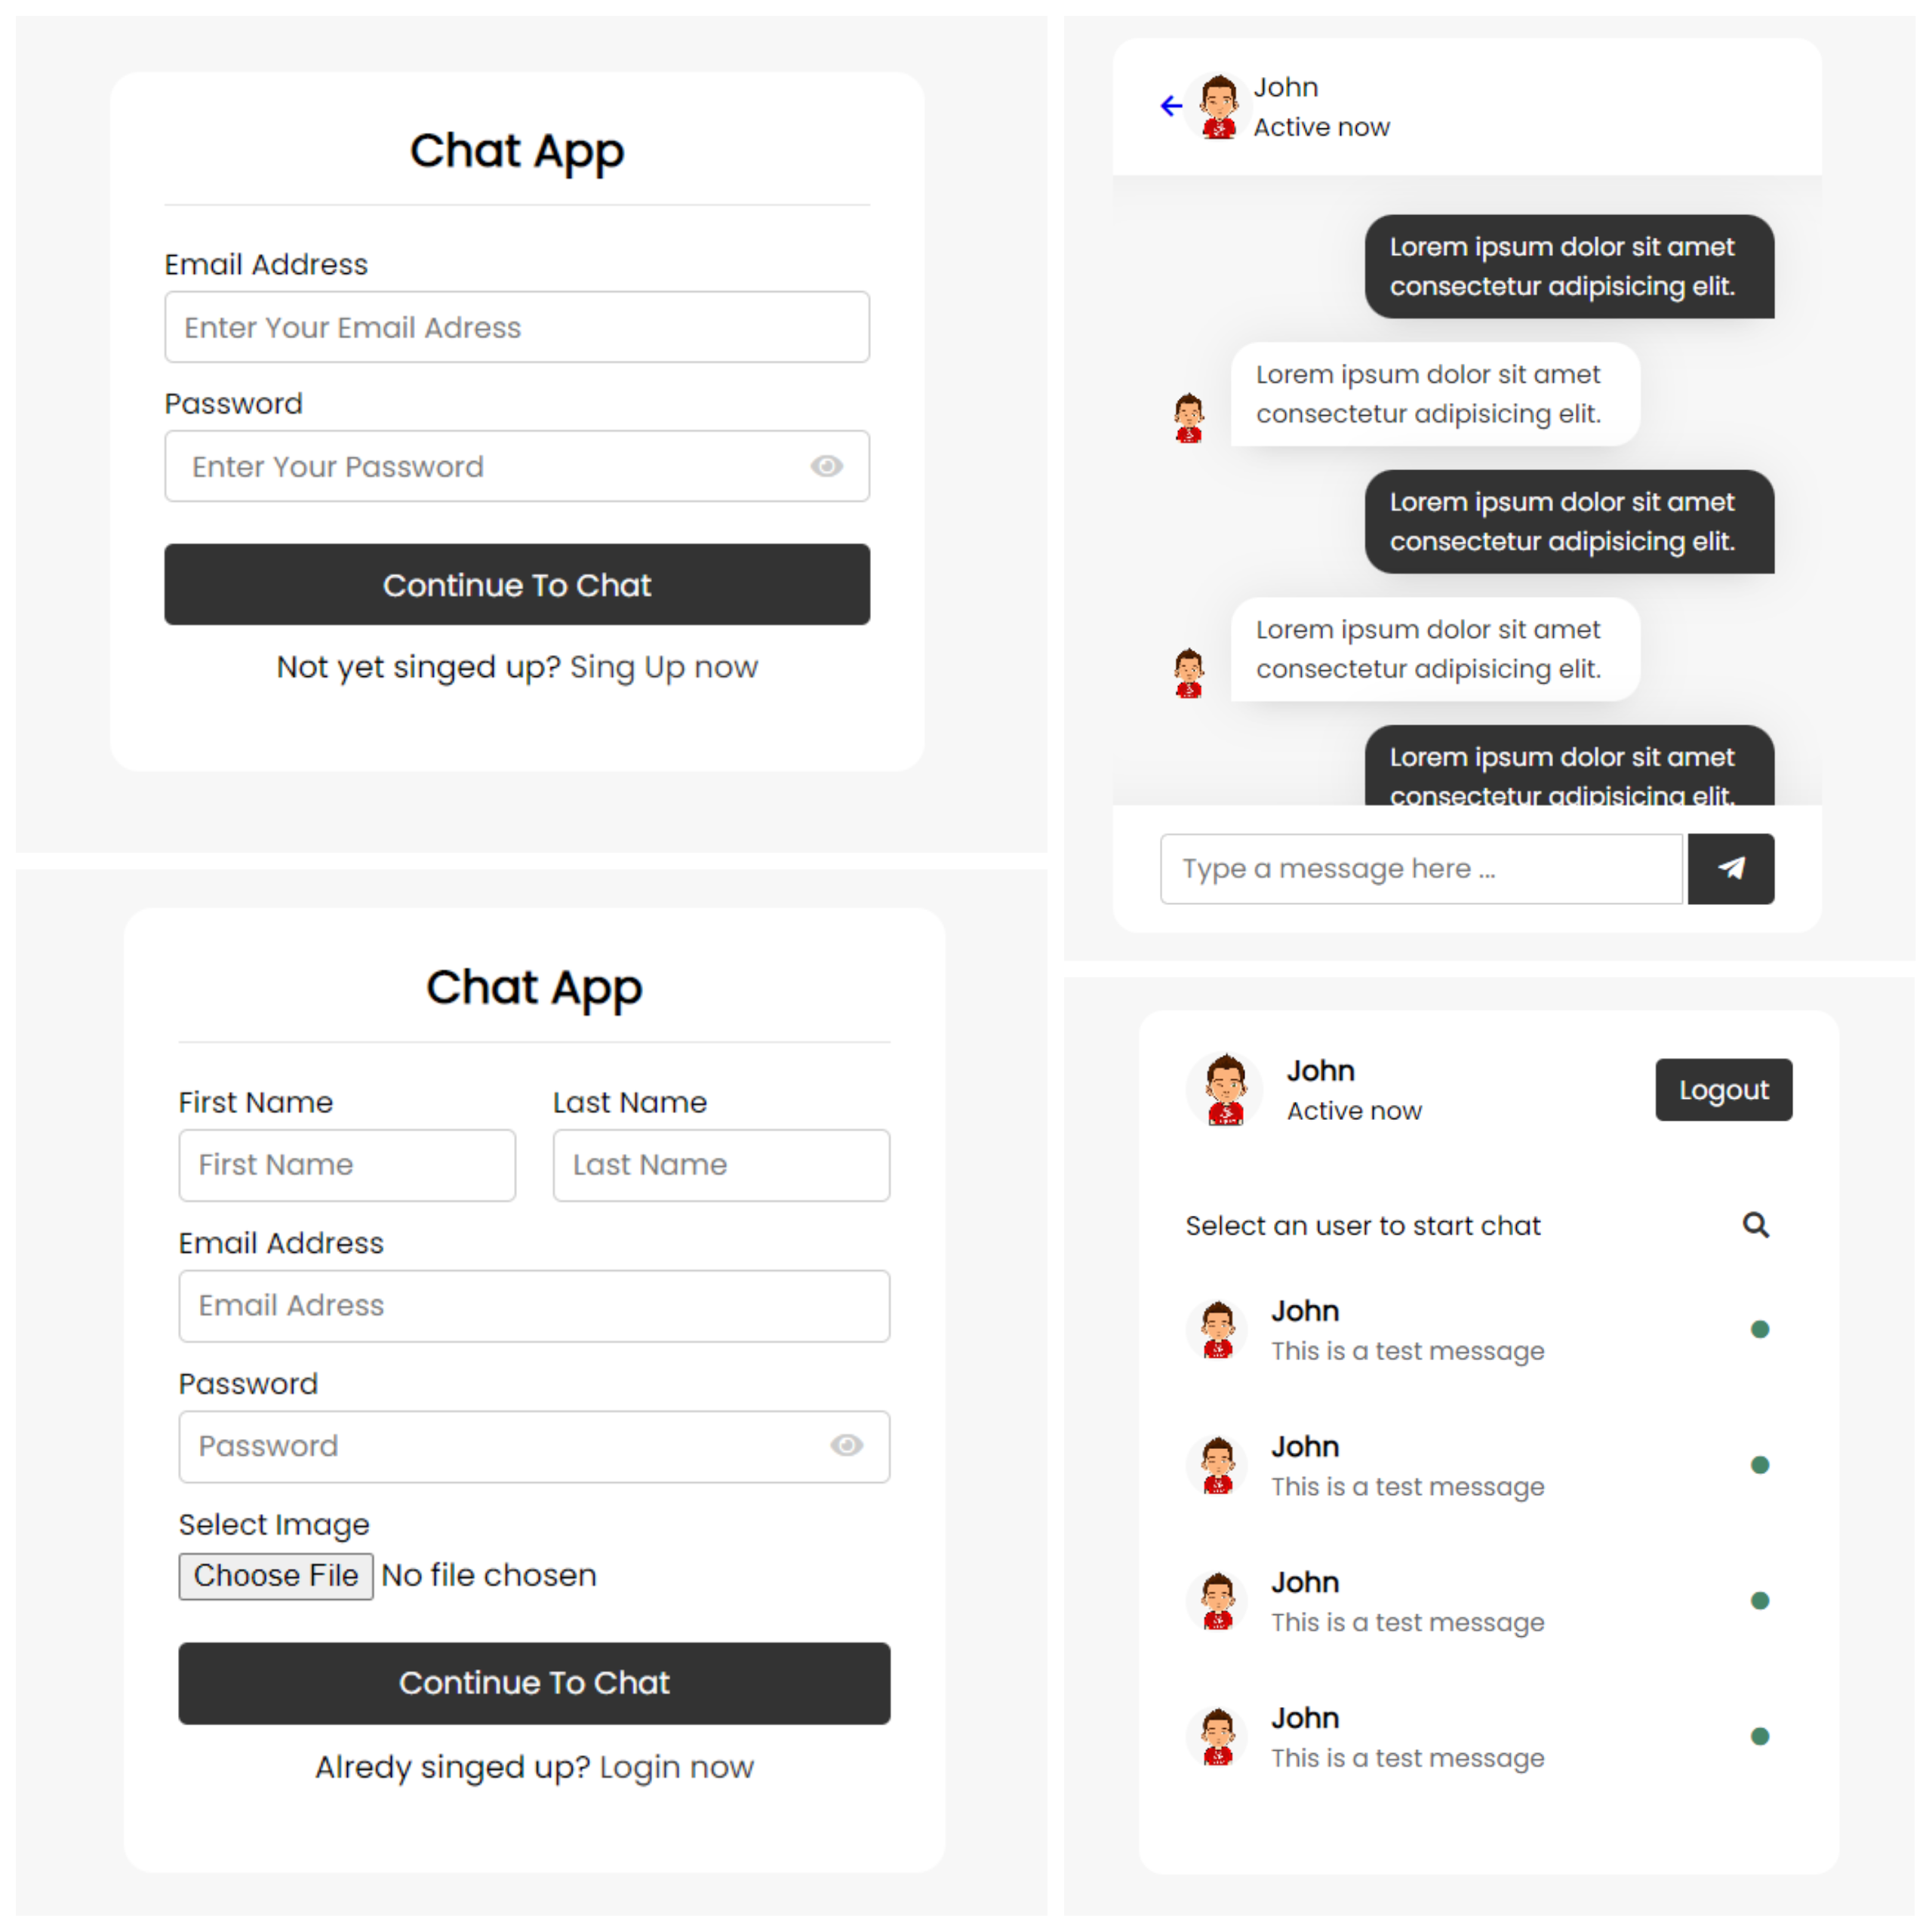 Chat App
Email Address
Enter Your Email Adress
Password
Enter Your Password
Continue To Chat
Not yet singed up? Sing Up now
John
Active now
Lorem ipsum dolor sit amet
consectetur adipisicing elit.
Lorem ipsum dolor sit amet
consectetur adipisicing elit.
Lorem ipsum dolor sit amet
consectetur adipisicing elit.
Lorem ipsum dolor sit amet
consectetur adipisicing elit.
Lorem ipsum dolor sit amet
consectetur adipisicing elit.
Type a message here ...
Chat App
First Name Last Name
First Name Last Name
Email Address
Email Adress
Password
Password
Select Image
Choose File No file chosen
Continue To Chat
Alredy singed up? Login now
John
Active now
Logout
Select an user to start chat
John
This is a test message
John
This is a test message
John
This is a test message
John
This is a test message